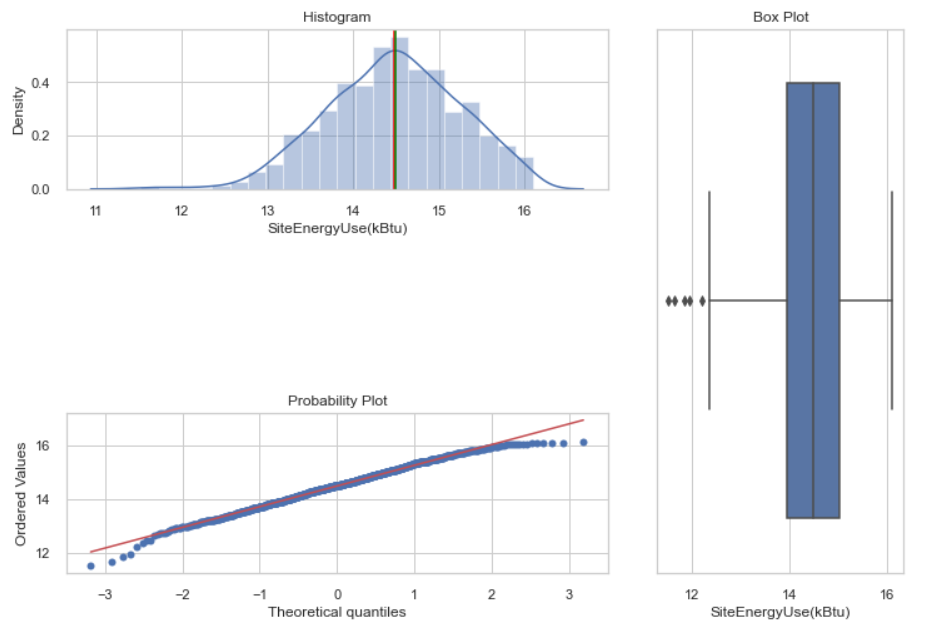 Histogram
Density
0.4
0.2
0.0
11 12 13 14 15 16
SiteEnergyUse(kBtu)
Box Plot
12 14 16
SiteEnergyUse(kBtu)
Probability Plot
Ordered Values
16
14
12
−3 −2 −1 0 1 2 3
Theoretical quantiles